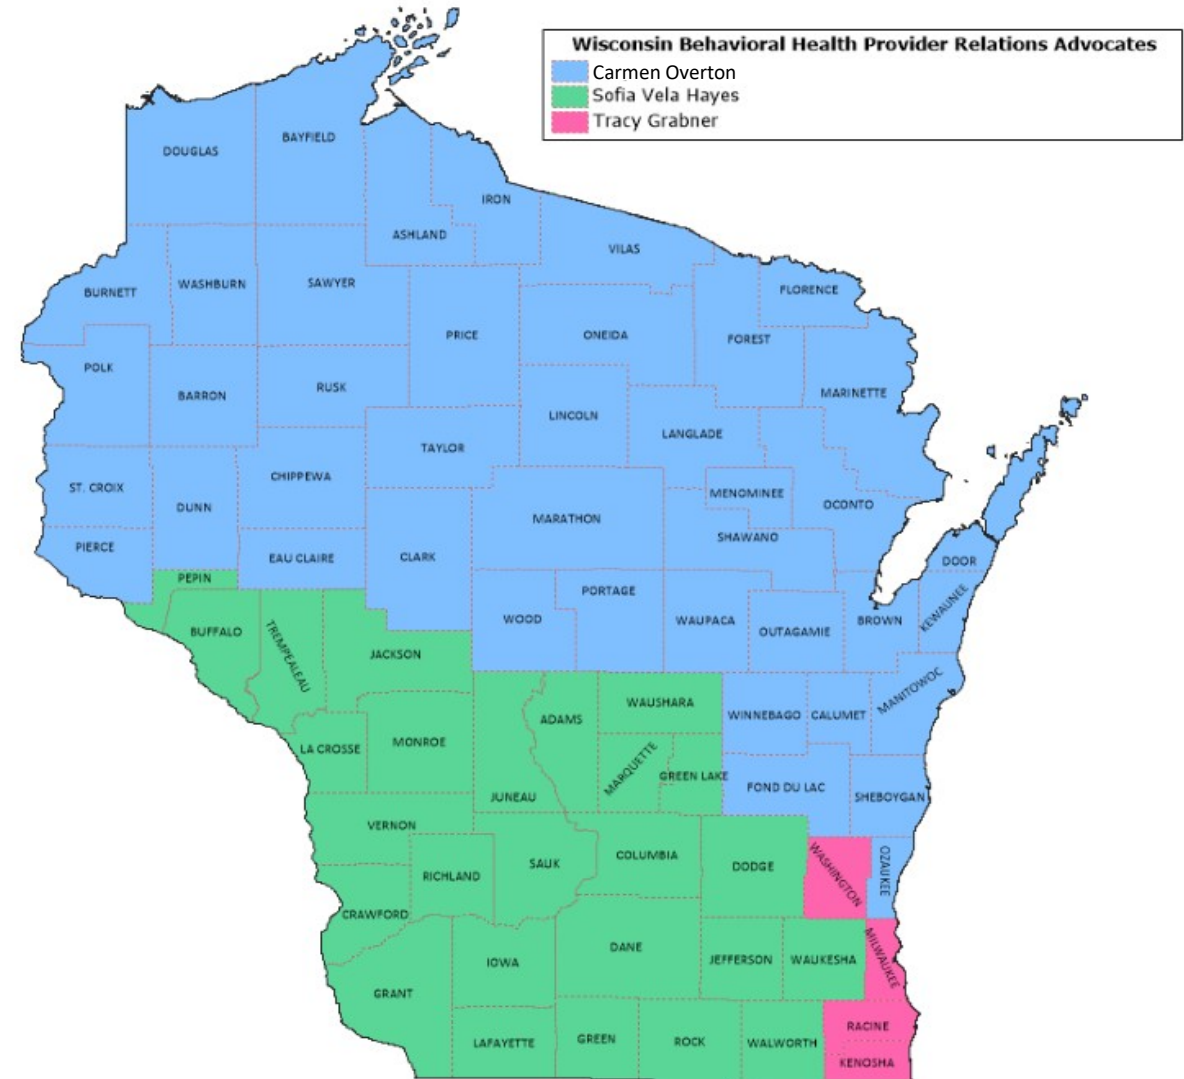 Wisconsin Behavioral Health Provider Relations Advocates
Carmen Overton
Sofia Vela Hayes
Tracy Grabner
DOUGLAS
BAYFIELD
IRON
ASHLAND
VILAS
BURNETT
WASHBURN
SAWYER
FLORENCE
PRICE
ONEIDA
FOREST
POLK
BARRON
RUSK
MARINETTE
LINCOLN
LANGLADE
TAYLOR
CHIPPEWA
ST. CROIX
DUNN
MENOMINEE
OCONTO
MARATHON
SHAWANO
PIERCE
EAU CLAIRE
CLARK
DOOR
PEPIN
PORTAGE
KEWAUNEE
WOOD
WAUPACA
OUTAGAMIE
BROWN
BUFFALO
TREMPEALEAU
JACKSON
MANITOWOC
WAUSHARA
ADAMS
WINNEBAGO
CALUMET
LA CROSSE
MONROE
MARQUETTE
GREEN LAKE
FOND DU LAC
SHEBOYGAN
JUNEAU
VERNON
SAUK
COLUMBIA
DODGE
WASHINGTON
OZAUKEE
RICHLAND
CRAWFORD
DANE
IOWA
JEFFERSON
WAUKESHA
MILWAUKEE
GRANT
LAFAYETTE
GREEN
ROCK
WALWORTH
RACINE
KENOSHA